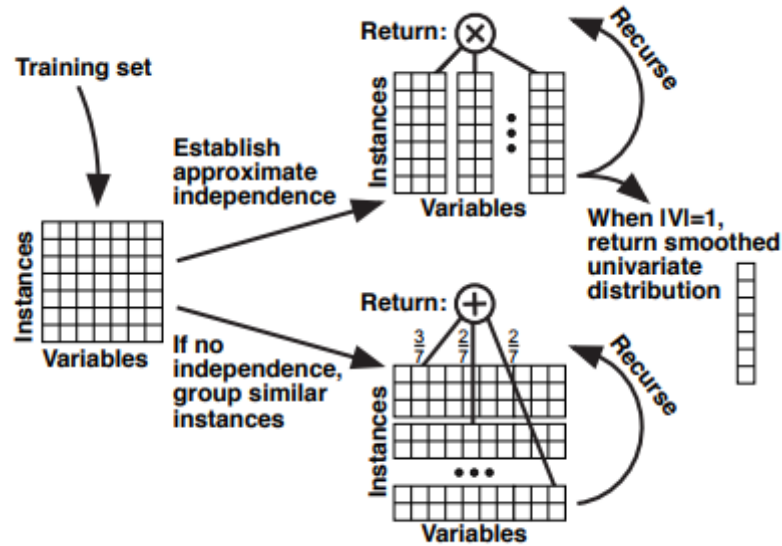 Training set
Instances
Variables
Establish
approximate
independence
If no
independence,
group similar
instances
Return: ×
Instances
Variables
Recurse
When |V|=1,
return smoothed
univariate
distribution
Return: +
3/7 2/7 2/7
Instances
Variables
Recurse